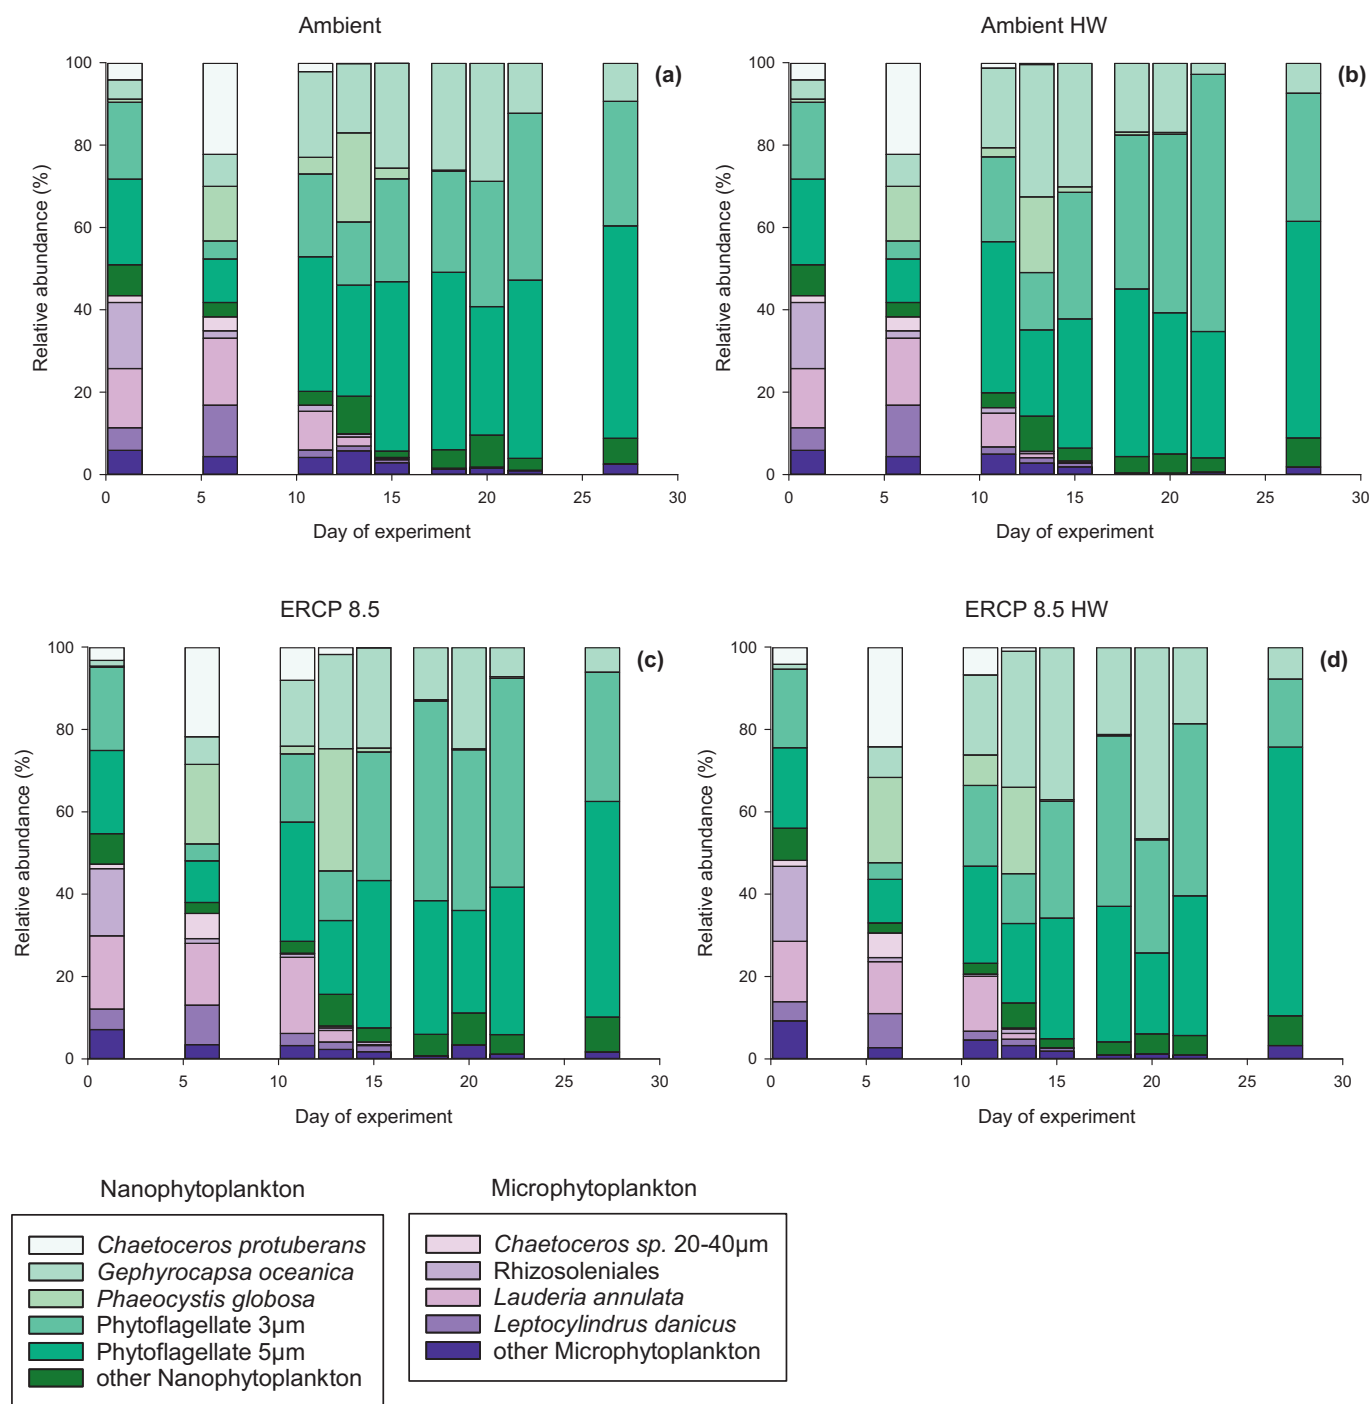 Ambient
Ambient HW
100
80
60
40
20
0
Relative abundance (%)
(a)
0 5 10 15 20 25 30
Day of experiment
100
80
60
40
20
0
Relative abundance (%)
(b)
0 5 10 15 20 25 30
Day of experiment
ERCP 8.5
ERCP 8.5 HW
100
80
60
40
20
0
Relative abundance (%)
(c)
0 5 10 15 20 25 30
Day of experiment
100
80
60
40
20
0
Relative abundance (%)
(d)
0 5 10 15 20 25 30
Day of experiment
Nanophytoplankton
Chaetoceros protuberans
Gephyrocapsa oceanica
Phaeocystis globosa
Phytoflagellate 3µm
Phytoflagellate 5µm
other Nanophytoplankton
Microphytoplankton
Chaetoceros sp. 20-40µm
Rhizosoleniales
Lauderia annulata
Leptocylindrus danicus
other Microphytoplankton